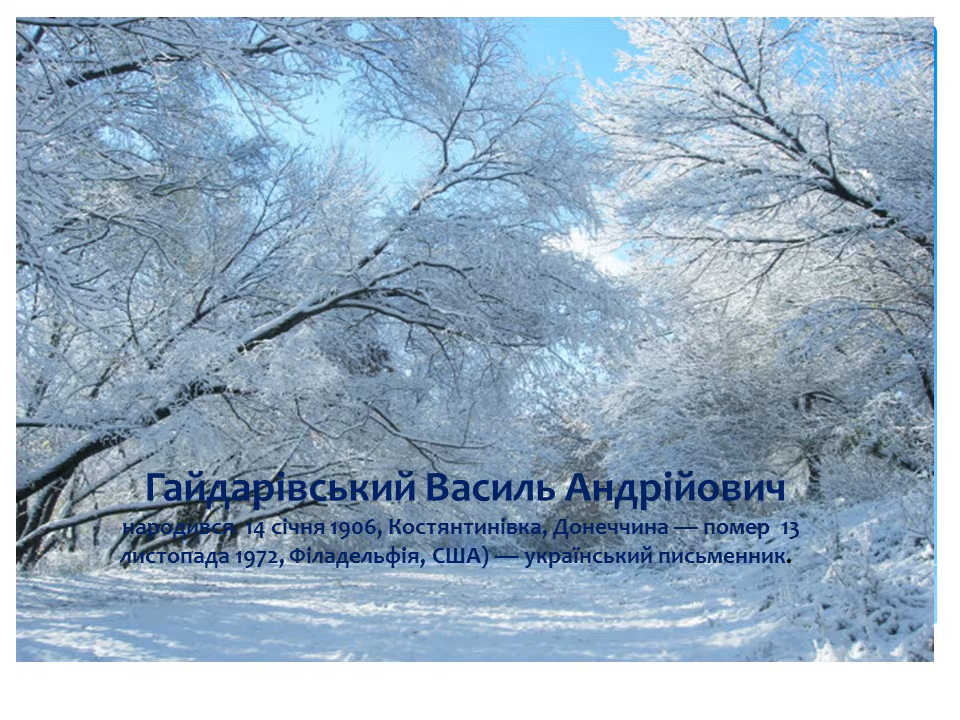 Гайдарівський Василь Андрійович
народився 14 січня 1906, Костянтинівка, Донеччина — помер 13
листопада 1972, Філадельфія, США) — український письменник.